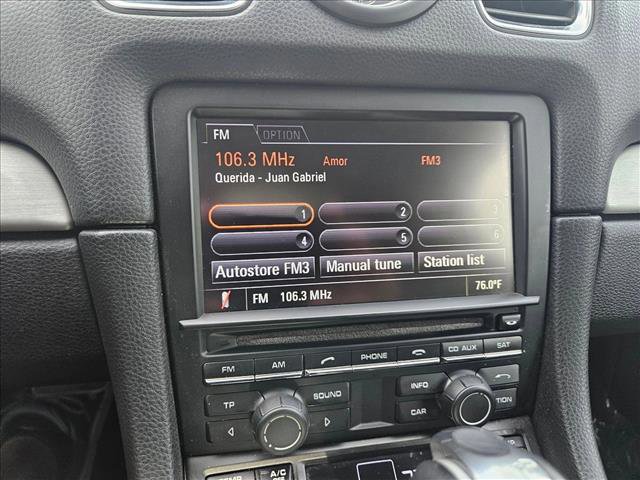 FM OPTION
106.3 MHz Amor FM3
Querida - Juan Gabriel
1 2 3
4 5 6
Autostore FM3 Manual tune Station list
FM 106.3 MHz 76.0°F
FM AM PHONE CD AUX SAT
TP SOUND INFO
CAR
A/C